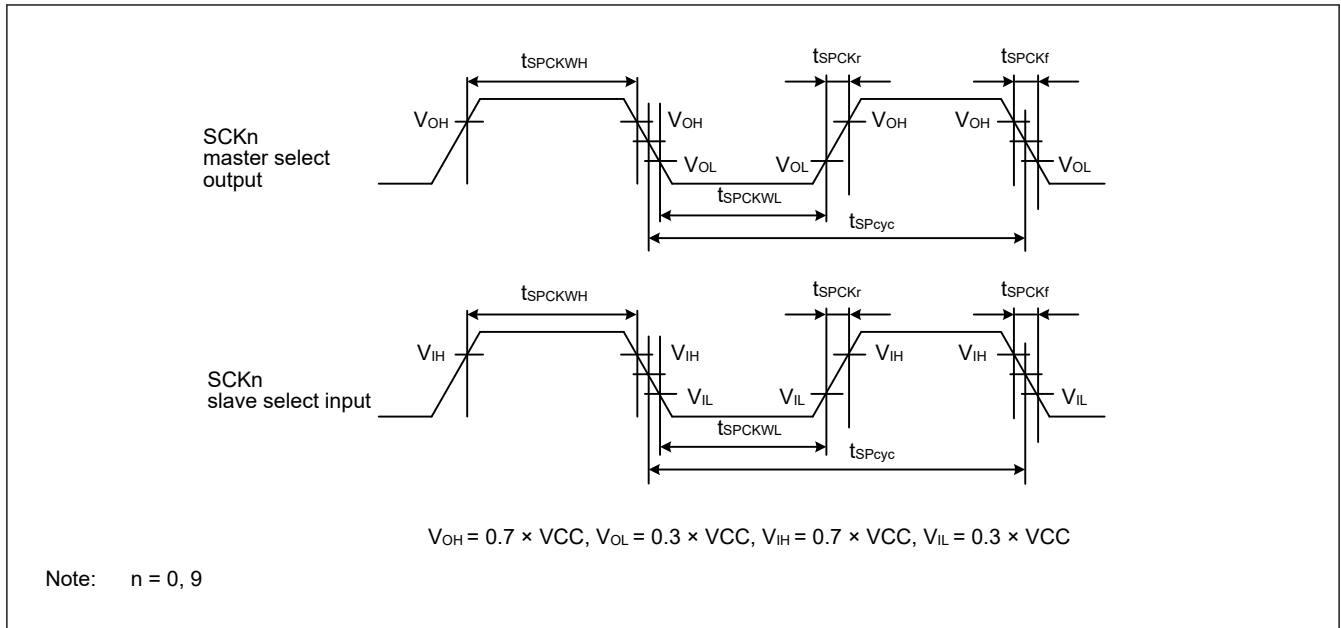 tSPCKWH
tSPCKr
tSPCKf
VOH
VOH
VOH
VOH
SCKn
master select
output
VOL
VOL
VOL
tSPCKWL
tSPcyc
tSPCKWH
tSPCKr
tSPCKf
VIH
VIH
VIH
VIH
SCKn
slave select input
VIL
VIL
VIL
tSPCKWL
tSPcyc
VOH = 0.7 × VCC, VOL = 0.3 × VCC, VIH = 0.7 × VCC, VIL = 0.3 × VCC
Note: n = 0, 9